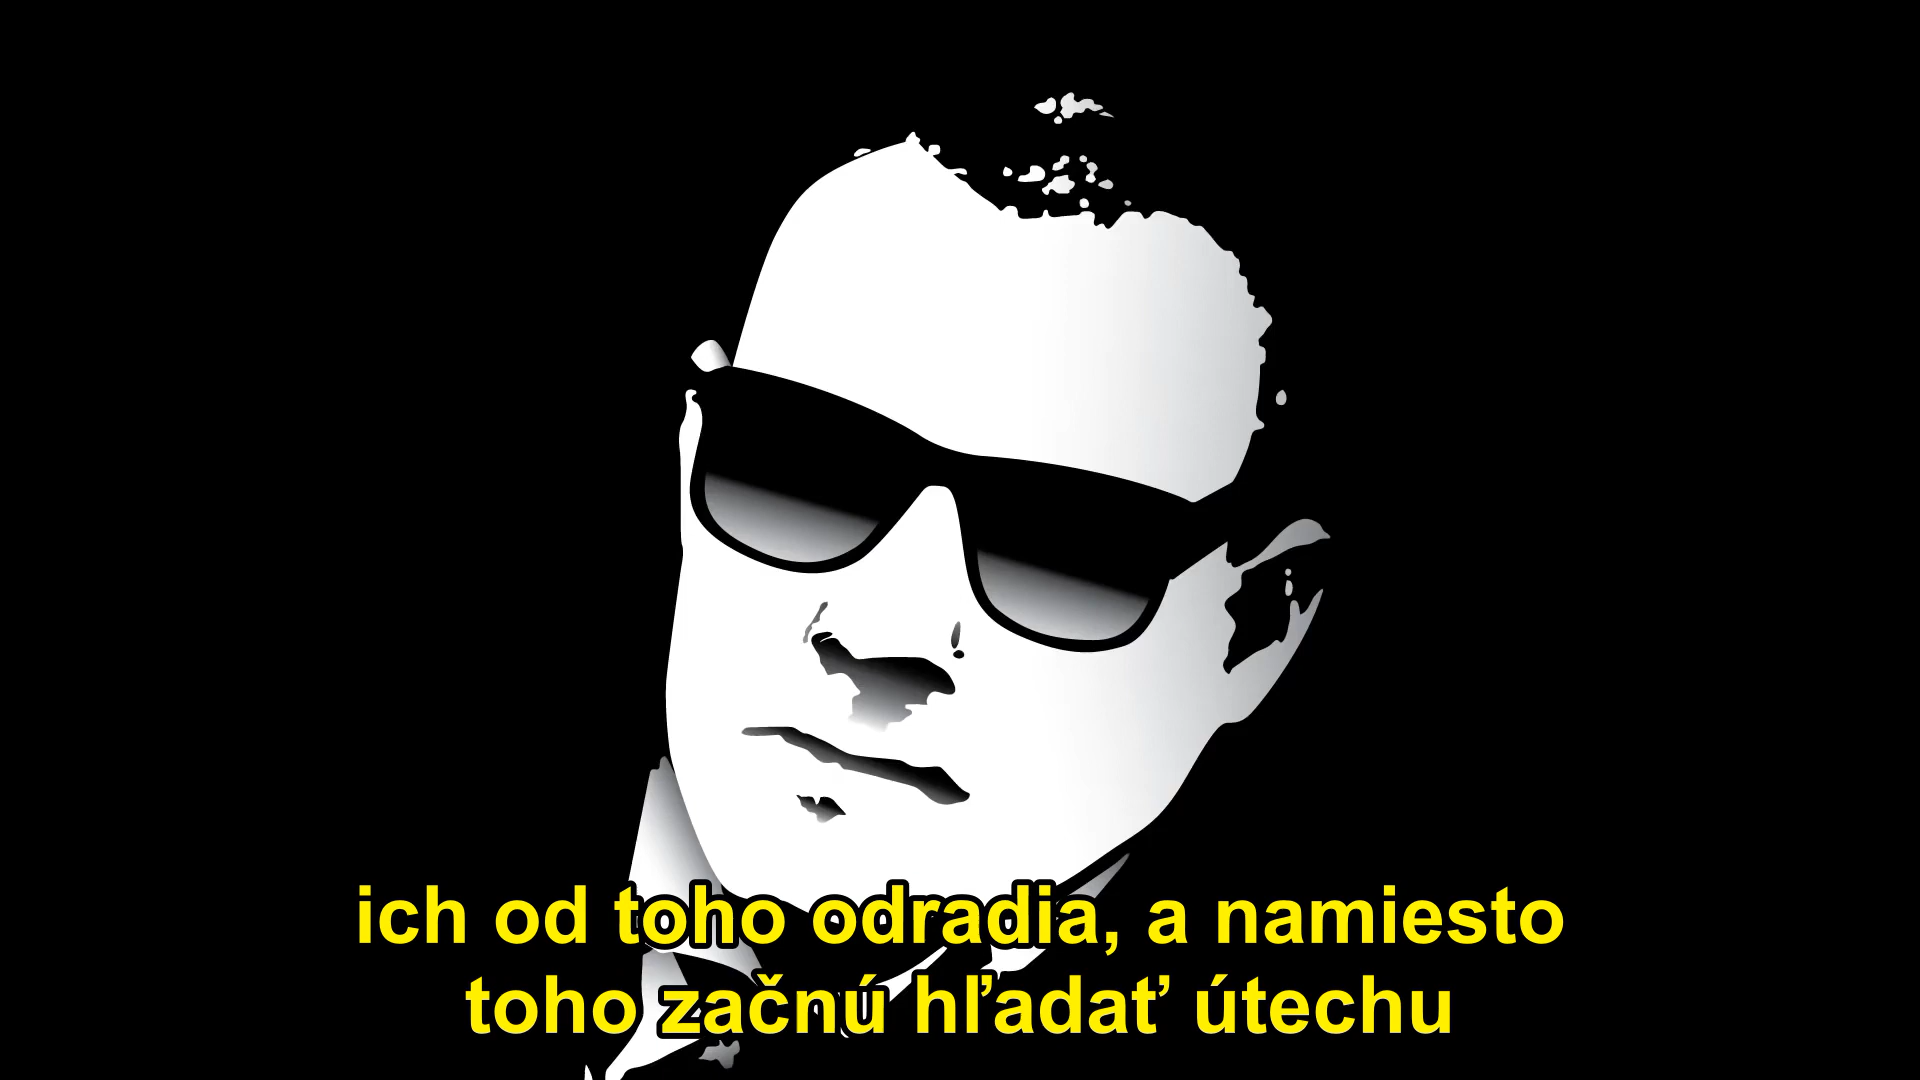 ich od toho odradia, a namiesto
toho začnú hľadať útechu